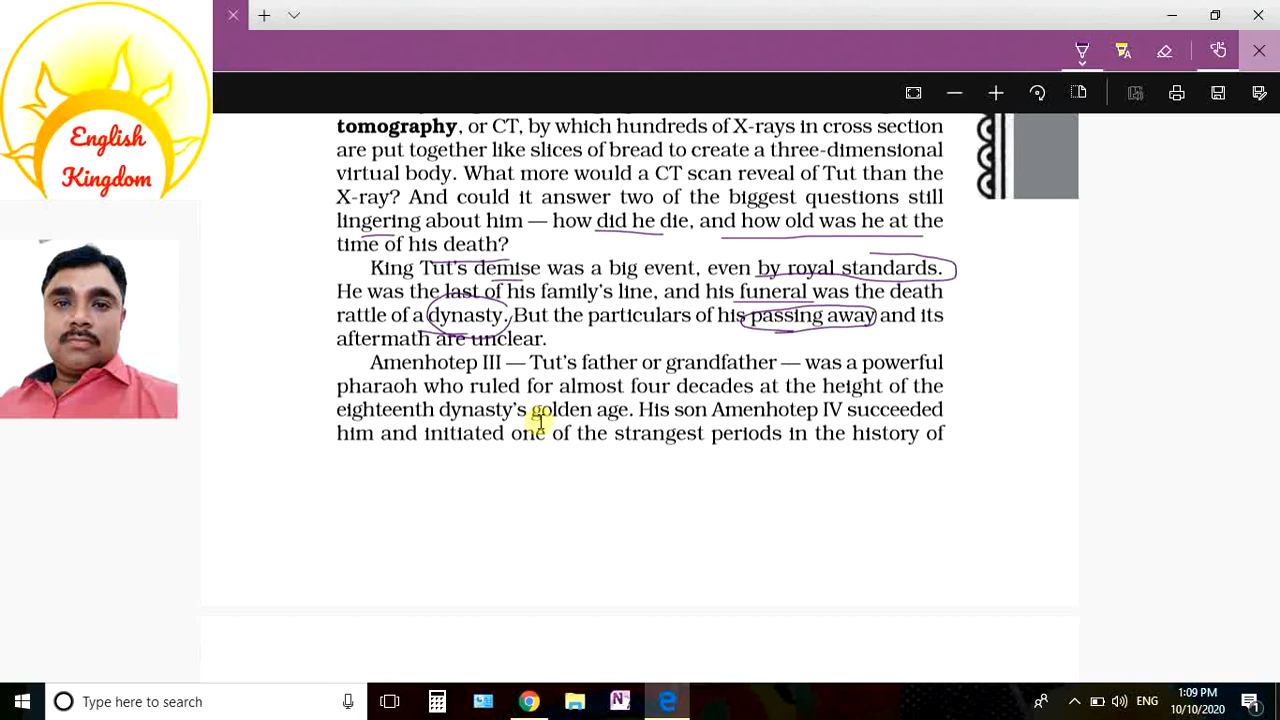 English
Kingdom
tomography, or CT, by which hundreds of X-rays in cross section
are put together like slices of bread to create a three-dimensional
virtual body. What more would a CT scan reveal of Tut than the
X-ray? And could it answer two of the biggest questions still
lingering about him — how did he die, and how old was he at the
time of his death?
King Tut's demise was a big event, even by royal standards.
He was the last of his family's line, and his funeral was the death
rattle of a dynasty. But the particulars of his passing away and its
aftermath are unclear.
Amenhotep III — Tut's father or grandfather — was a powerful
pharaoh who ruled for almost four decades at the height of the
eighteenth dynasty's golden age. His son Amenhotep IV succeeded
him and initiated one of the strangest periods in the history of
Type here to search
ENG
1:09 PM
10/10/2020